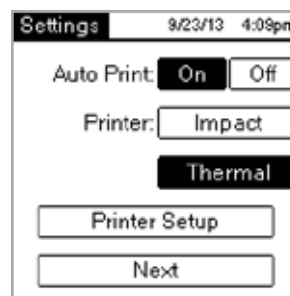 Settings 9/23/13 4:09pm
Auto Print: On Off
Printer: Impact
Thermal
Printer Setup
Next